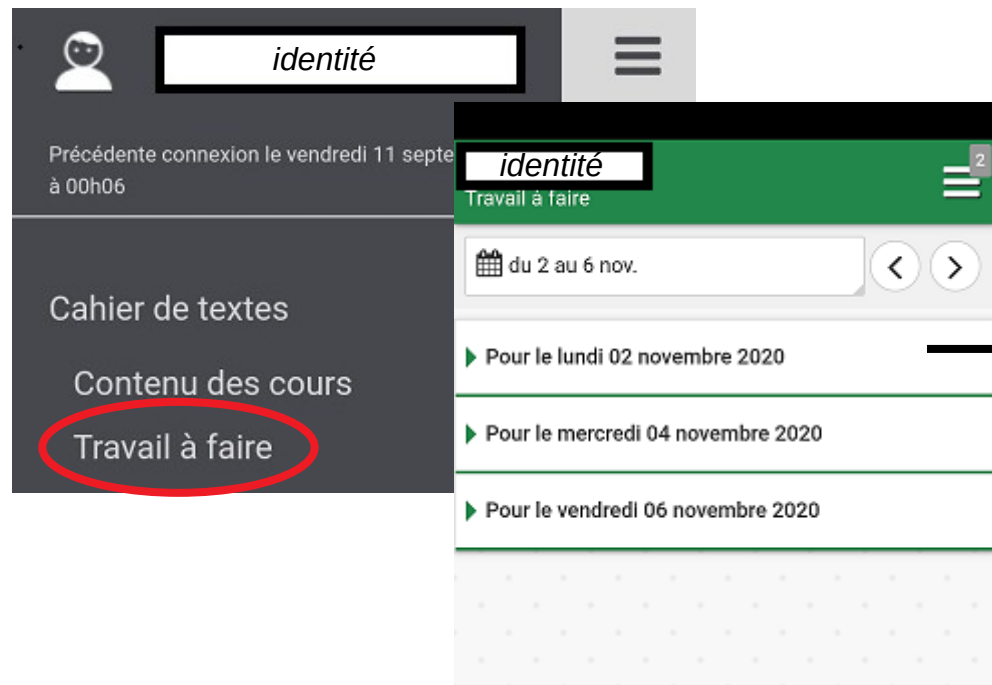 identité
Précédente connexion le vendredi 11 septe
à 00h06
Cahier de textes
Contenu des cours
Travail à faire
identité
2
Travail à faire
du 2 au 6 nov.
Pour le lundi 02 novembre 2020
Pour le mercredi 04 novembre 2020
Pour le vendredi 06 novembre 2020